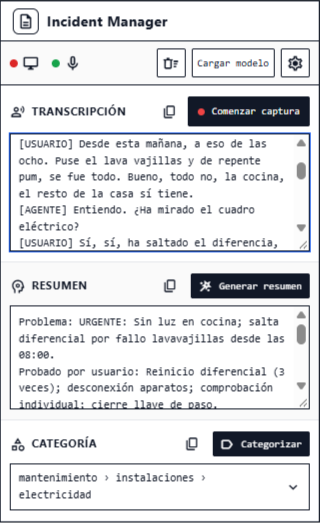 Incident Manager
Cargar modelo
TRANSCRIPCIÓN
Comenzar captura
[USUARIO] Desde esta mañana, a eso de las
ocho. Puse el lava vajillas y de repente
pum, se fue todo. Bueno, todo no, la cocina,
el resto de la casa sí tiene.
[AGENTE] Entiendo. ¿Ha mirado el cuadro
eléctrico?
[USUARIO] Sí, sí, ha saltado el diferencia,
RESUMEN
Generar resumen
Problema: URGENTE: Sin luz en cocina; salta
diferencial por fallo lavavajillas desde las
08:00.
Probado por usuario: Reinicio diferencial (3
veces); desconexión aparatos; comprobación
individual; cierre llave de paso.
CATEGORÍA
Categorizar
mantenimiento › instalaciones ›
electricidad